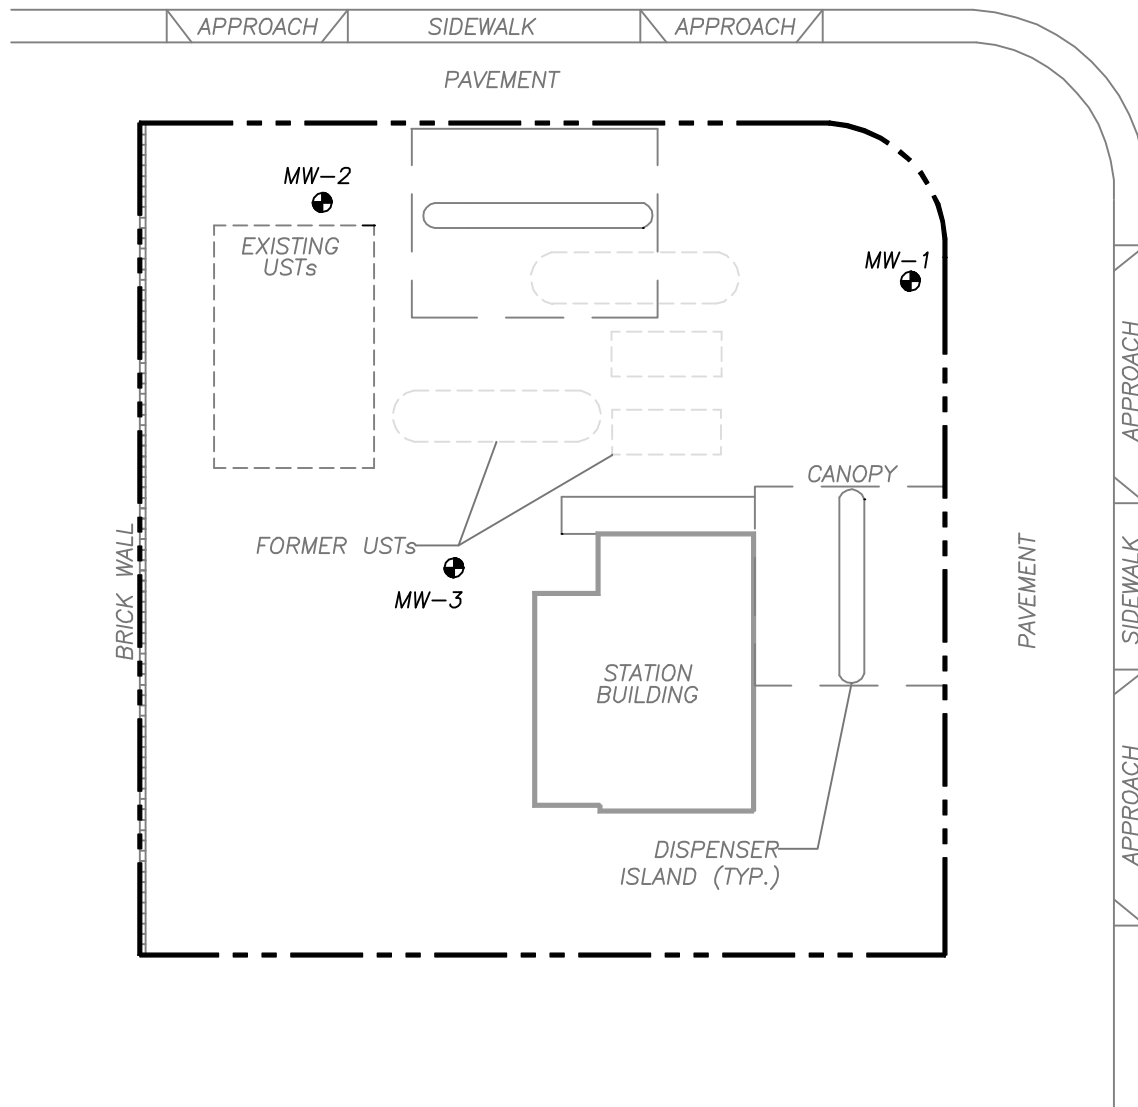 APPROACH
SIDEWALK
APPROACH
PAVEMENT
MW-2
EXISTING
USTs
MW-1
APPROACH
CANOPY
FORMER USTs
BRICK WALL
PAVEMENT
SIDEWALK
MW-3
STATION
BUILDING
APPROACH
DISPENSER
ISLAND (TYP.)